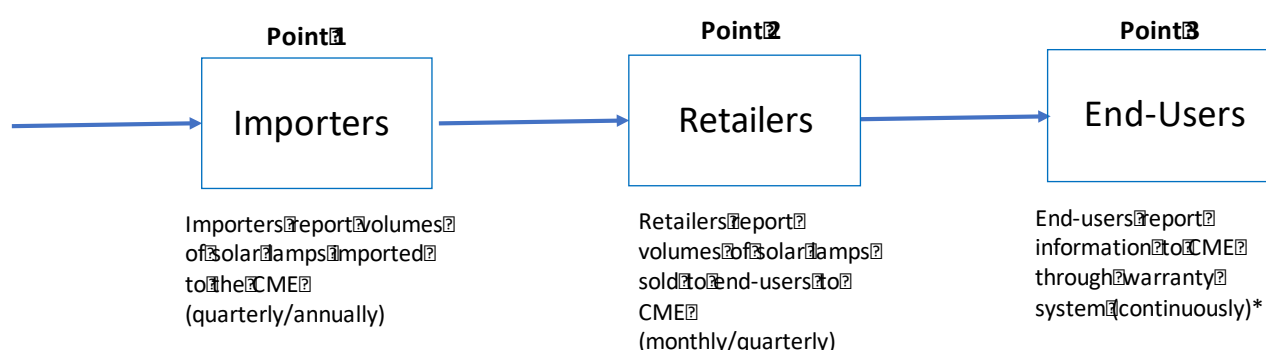 Point 1
Importers
Importers report volumes
of solar lamps imported
to the CME
(quarterly/annually)
Point 2
Retailers
Retailers report
volumes of solar lamps
sold to end-users to
CME
(monthly/quarterly)
Point 3
End-Users
End-users report
information to CME
through warranty
system (continuously)*